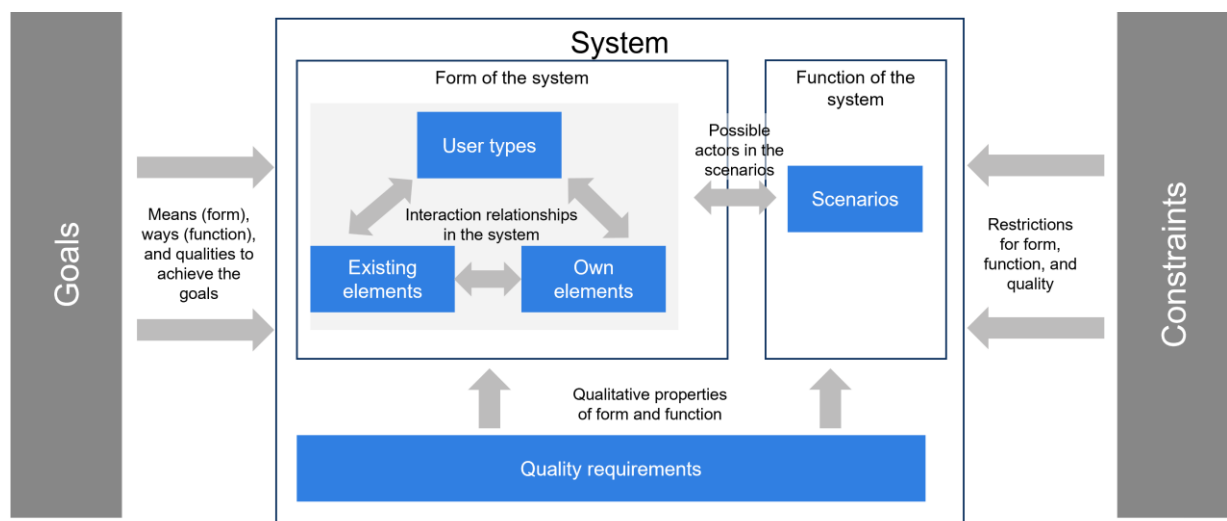 System
Form of the system
Function of the
system
User types
Possible
actors in the
scenarios
Scenarios
Interaction relationships
in the system
Existing
elements
Own
elements
Goals
Means (form),
ways (function),
and qualities to
achieve the
goals
Restrictions
for form,
function, and
quality
Constraints
Qualitative properties
of form and function
Quality requirements